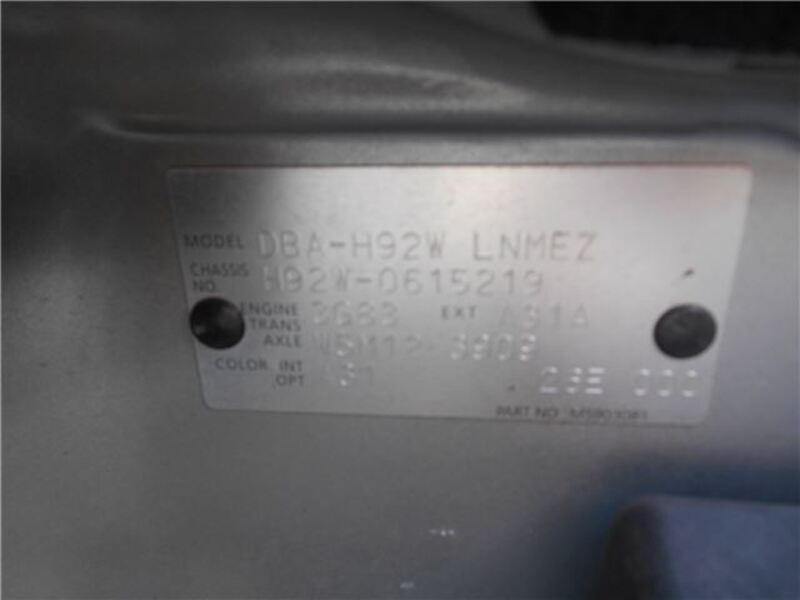 MODEL DBA-H92W LNMEZ
CHASSIS NO. H92W-0615219
ENGINE 3G83 EXT A31A
TRANS AXLE 3909
COLOR INT OPT 000
PART NO.